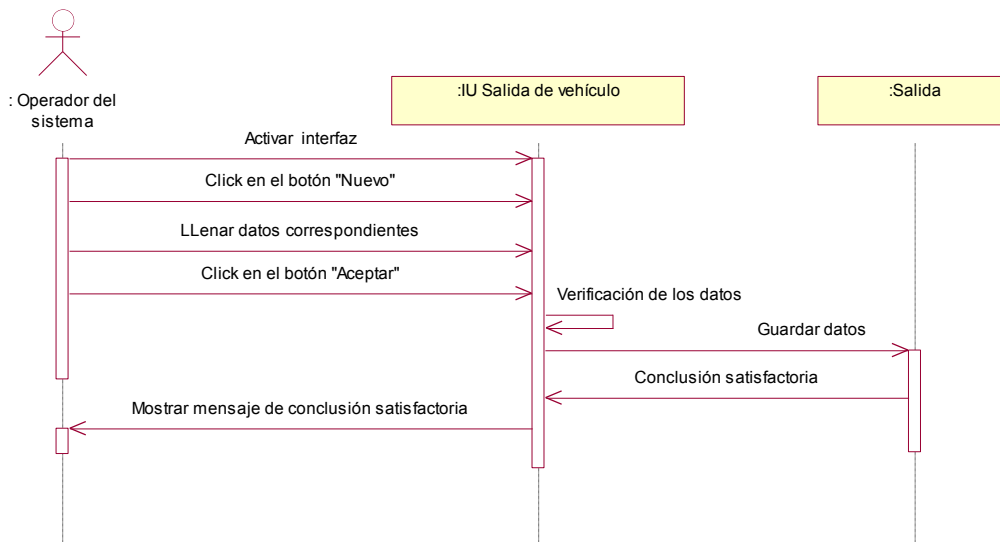 : Operador del
sistema
:IU Salida de vehículo
:Salida
Activar interfaz
Click en el botón "Nuevo"
LLenar datos correspondientes
Click en el botón "Aceptar"
Verificación de los datos
Guardar datos
Conclusión satisfactoria
Mostrar mensaje de conclusión satisfactoria